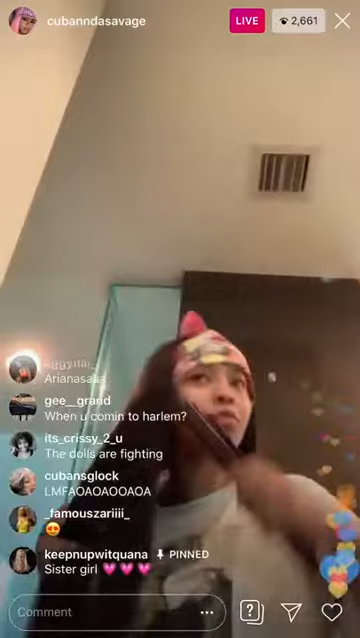 cubanndasavage
LIVE
2,661
Arianasalla
gee__grand
When u comin to harlem?
its_crissy_2_u
The dolls are fighting
cubansglock
LMFAOAOAOOAOA
_famouszariiii_
😍
keepnupwitquana PINNED
Sister girl 💗💗💗
Comment